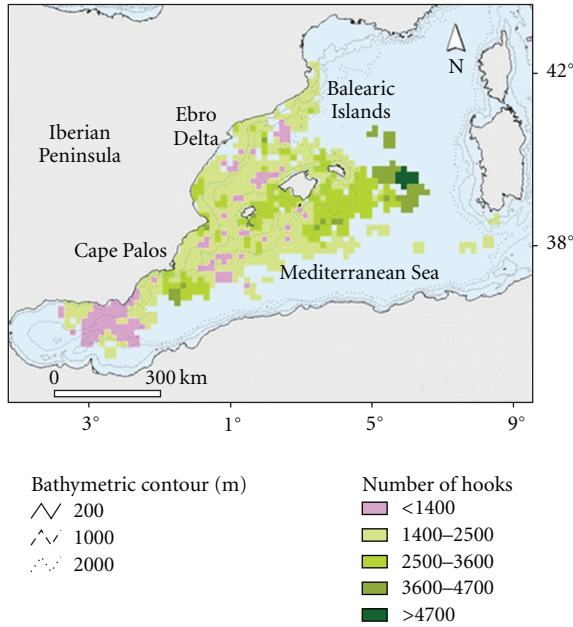 42°
Balearic
Islands
N
Ebro
Delta
Iberian
Peninsula
38°
Cape Palos
Mediterranean Sea
0 300 km
3° 1° 5° 9°
Bathymetric contour (m)
200
1000
2000
Number of hooks
<1400
1400–2500
2500–3600
3600–4700
>4700